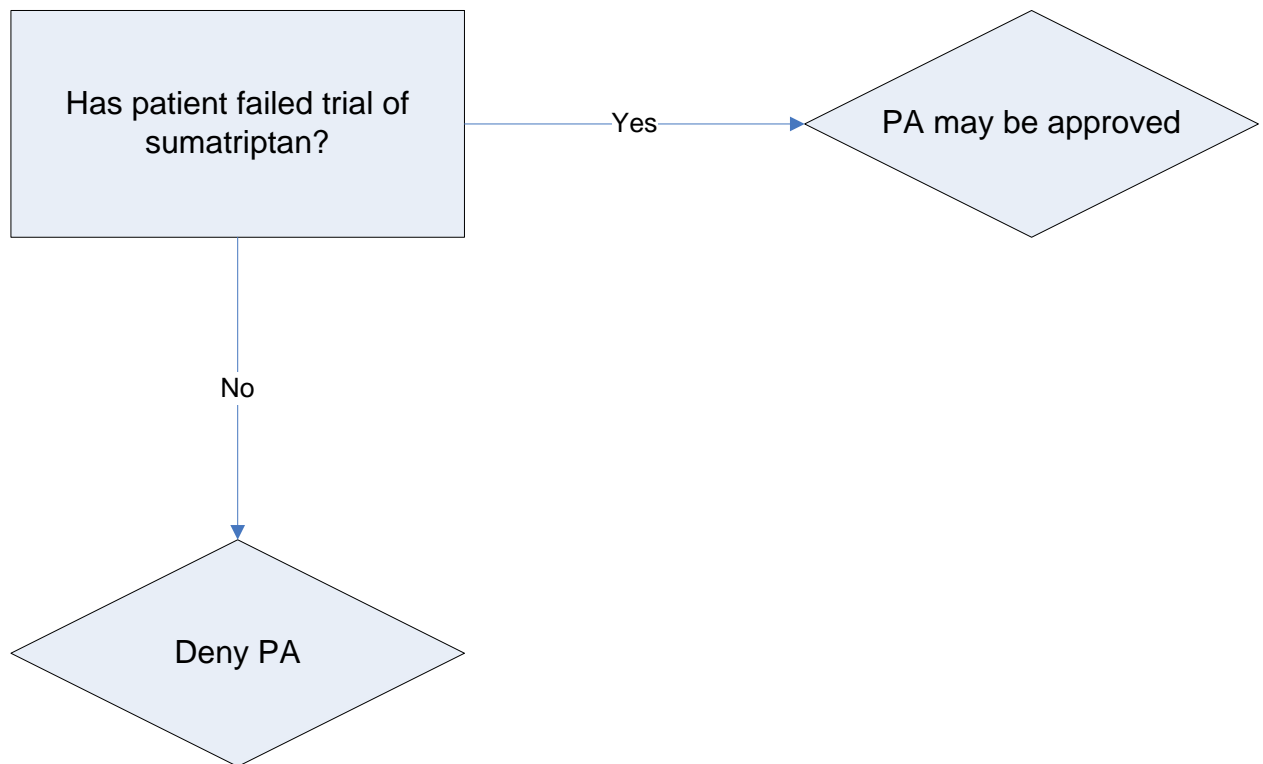 Has patient failed trial of
sumatriptan?
Yes
PA may be approved
No
Deny PA